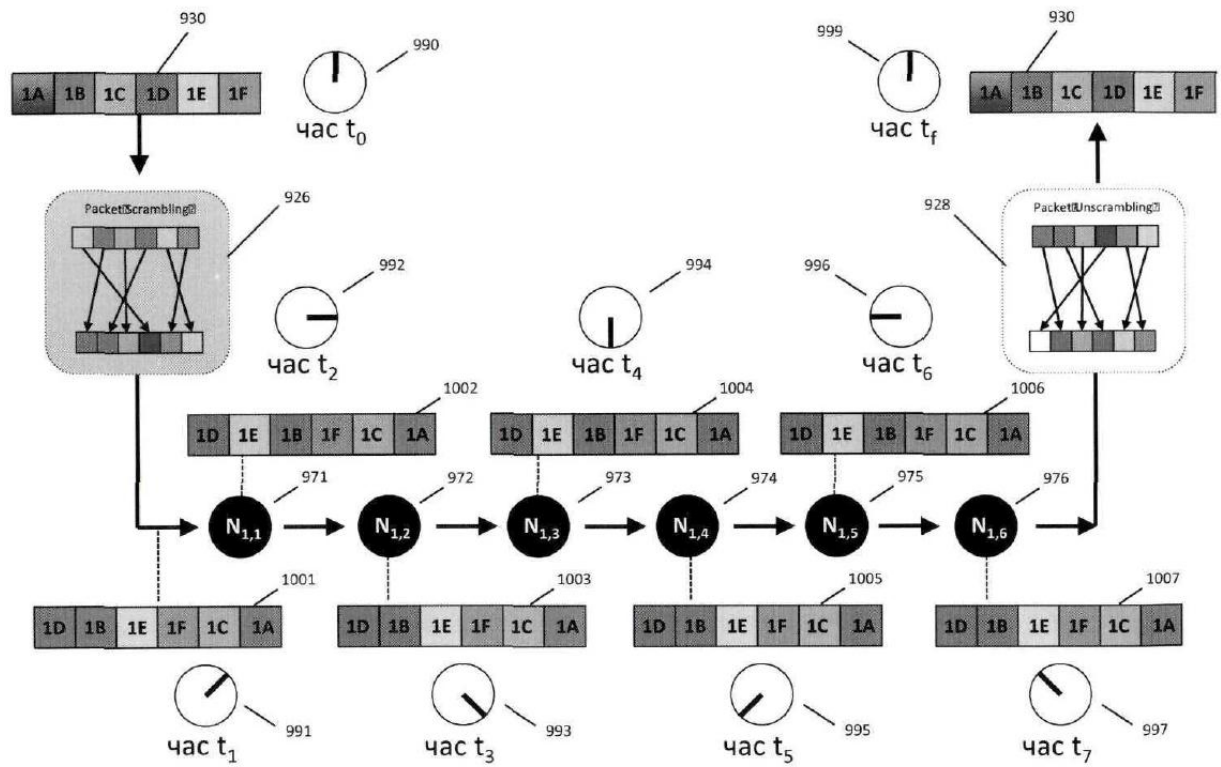 930
990
999
930
1A 1B 1C 1D 1E 1F
час t0
час tf
1A 1B 1C 1D 1E 1F
Packet Scrambling
926
Packet Unscrambling
928
992
994
996
час t2
час t4
час t6
1002
1004
1006
1D 1E 1B 1F 1C 1A
1D 1E 1B 1F 1C 1A
1D 1E 1B 1F 1C 1A
971
972
973
974
975
976
N1,1
N1,2
N1,3
N1,4
N1,5
N1,6
1001
1003
1005
1007
1D 1B 1E 1F 1C 1A
1D 1B 1E 1F 1C 1A
1D 1B 1E 1F 1C 1A
1D 1B 1E 1F 1C 1A
991
993
995
997
час t1
час t3
час t5
час t7